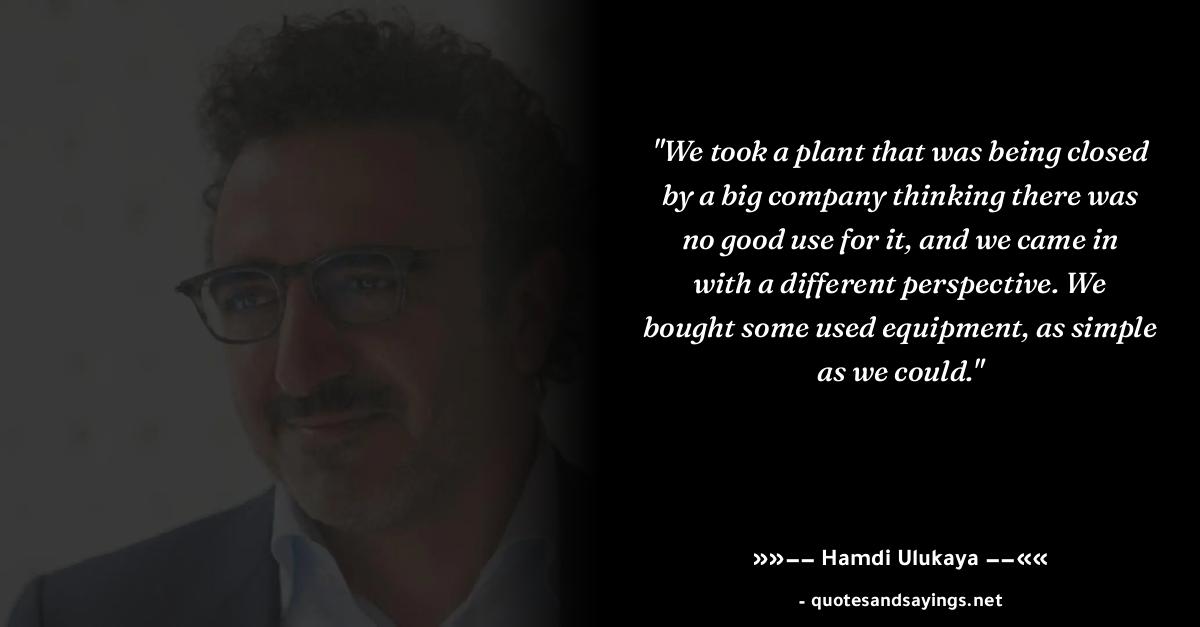 "We took a plant that was being closed
by a big company thinking there was
no good use for it, and we came in
with a different perspective. We
bought some used equipment, as simple
as we could."
»»–– Hamdi Ulukaya ––««
- quotesandsayings.net